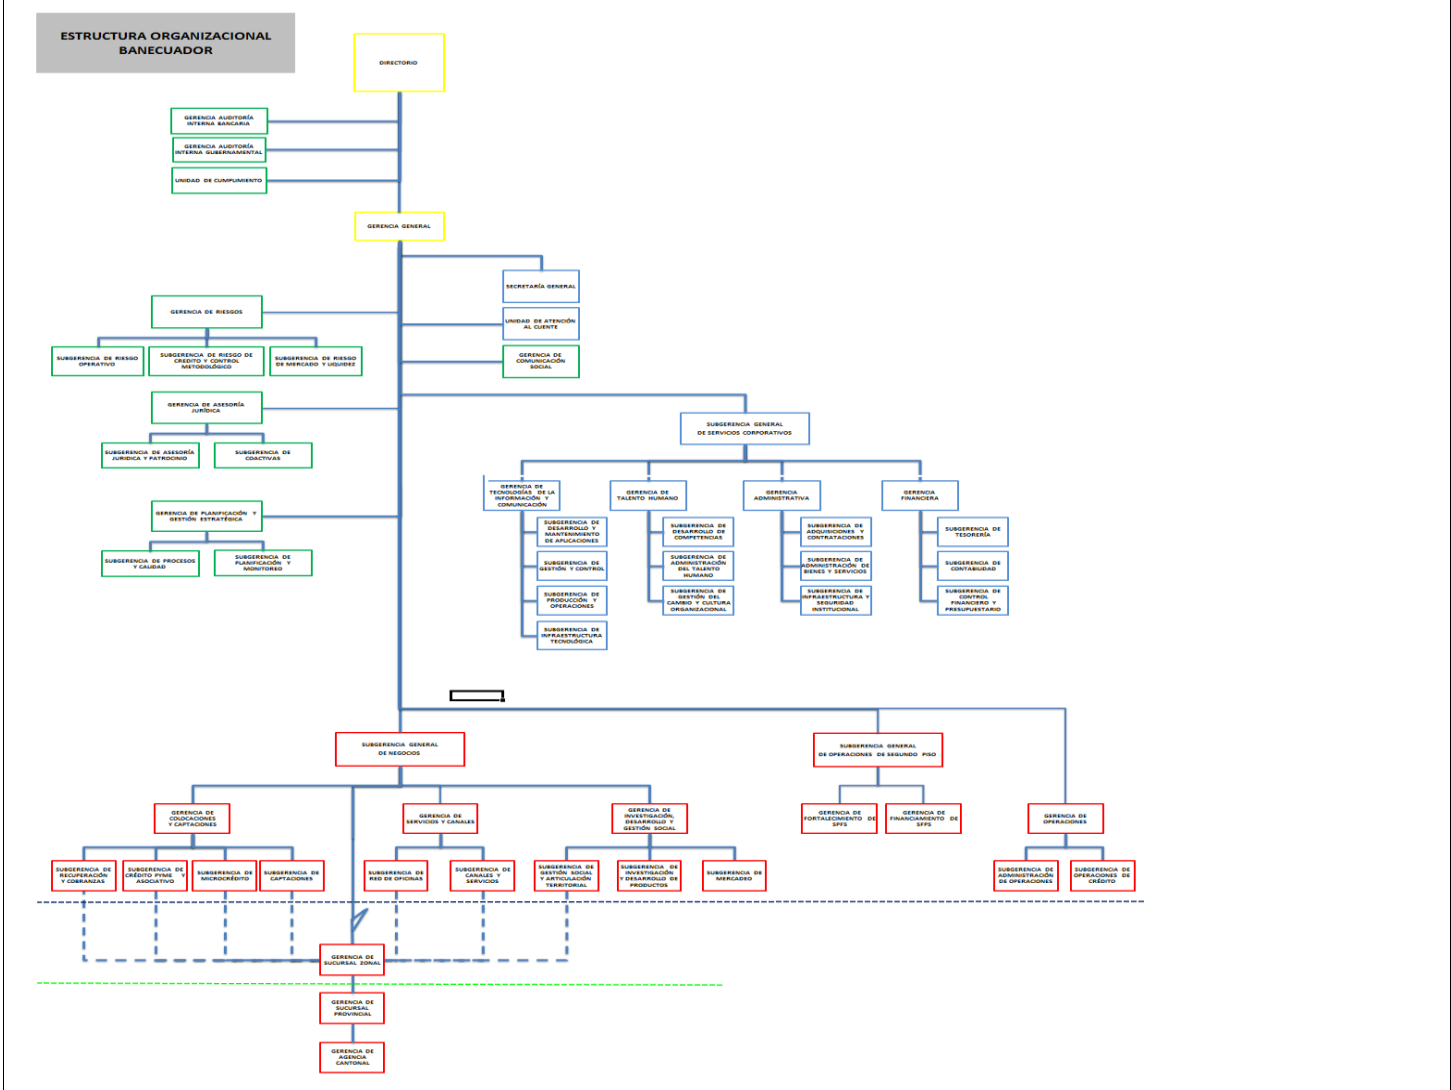 ESTRUCTURA ORGANIZACIONAL
BANECUADOR
DIRECTORIO
GERENCIA AUDITORÍA
INTERNA BANCARIA
GERENCIA AUDITORÍA
INTERNA GUBERNAMENTAL
UNIDAD DE CUMPLIMIENTO
GERENCIA GENERAL
SECRETARÍA GENERAL
UNIDAD DE ATENCIÓN
AL CLIENTE
GERENCIA DE
COMUNICACIÓN
SOCIAL
GERENCIA DE RIESGOS
SUBGERENCIA DE RIESGO
OPERATIVO
SUBGERENCIA DE RIESGO DE
CREDITO Y CONTROL
METODOLÓGICO
SUBGERENCIA DE RIESGO
DE MERCADO Y LIQUIDEZ
GERENCIA DE ASESORÍA
JURÍDICA
SUBGERENCIA DE ASESORÍA
JURIDICA Y PATROCINIO
SUBGERENCIA DE
COACTIVAS
GERENCIA DE PLANIFICACIÓN Y
GESTIÓN ESTRATÉGICA
SUBGERENCIA DE PROCESOS
Y CALIDAD
SUBGERENCIA DE
PLANIFICACIÓN Y
MONITOREO
SUBGERENCIA GENERAL
DE SERVICIOS CORPORATIVOS
GERENCIA DE
TECNOLOGÍAS DE LA
INFORMACIÓN Y
COMUNICACIÓN
SUBGERENCIA DE
DESARROLLO Y
MANTENIMIENTO
DE APLICACIONES
SUBGERENCIA DE
GESTIÓN Y CONTROL
SUBGERENCIA DE
PRODUCCIÓN Y
OPERACIONES
SUBGERENCIA DE
INFRAESTRUCTURA
TECNOLÓGICA
GERENCIA DE
TALENTO HUMANO
SUBGERENCIA DE
DESARROLLO DE
COMPETENCIAS
SUBGERENCIA DE
ADMINISTRACIÓN
DEL TALENTO
HUMANO
SUBGERENCIA DE
GESTIÓN DEL
CAMBIO Y CULTURA
ORGANIZACIONAL
GERENCIA
ADMINISTRATIVA
SUBGERENCIA DE
ADQUISICIONES Y
CONTRATACIONES
SUBGERENCIA DE
ADMINISTRACIÓN DE
BIENES Y SERVICIOS
SUBGERENCIA DE
INFRAESTRUCTURA Y
SEGURIDAD
INSTITUCIONAL
GERENCIA
FINANCIERA
SUBGERENCIA DE
TESORERÍA
SUBGERENCIA DE
CONTABILIDAD
SUBGERENCIA DE
CONTROL
FINANCIERO Y
PRESUPUESTARIO
SUBGERENCIA GENERAL
DE NEGOCIOS
SUBGERENCIA GENERAL
DE OPERACIONES DE SEGUNDO PISO
GERENCIA DE
COLOCACIONES
Y CAPTACIONES
GERENCIA DE
SERVICIOS Y CANALES
GERENCIA DE
INVESTIGACIÓN,
DESARROLLO Y
GESTIÓN SOCIAL
GERENCIA DE
FORTALECIMIENTO DE
SPFS
GERENCIA DE
FINANCIAMIENTO DE
SFPS
GERENCIA DE
OPERACIONES
SUBGERENCIA DE
RECUPERACIÓN
Y COBRANZAS
SUBGERENCIA DE
CRÉDITO PYME Y
ASOCIATIVO
SUBGERENCIA DE
MICROCRÉDITO
SUBGERENCIA DE
CAPTACIONES
SUBGERENCIA DE
RED DE OFICINAS
SUBGERENCIA DE
CANALES Y
SERVICIOS
SUBGERENCIA DE
GESTIÓN SOCIAL
Y ARTICULACIÓN
TERRITORIAL
SUBGERENCIA DE
INVESTIGACIÓN
Y DESARROLLO DE
PRODUCTOS
SUBGERENCIA DE
MERCADEO
SUBGERENCIA DE
ADMINISTRACIÓN
DE OPERACIONES
SUBGERENCIA DE
OPERACIONES DE
CRÉDITO
GERENCIA DE
SUCURSAL ZONAL
GERENCIA DE
SUCURSAL
PROVINCIAL
GERENCIA DE
AGENCIA
CANTONAL